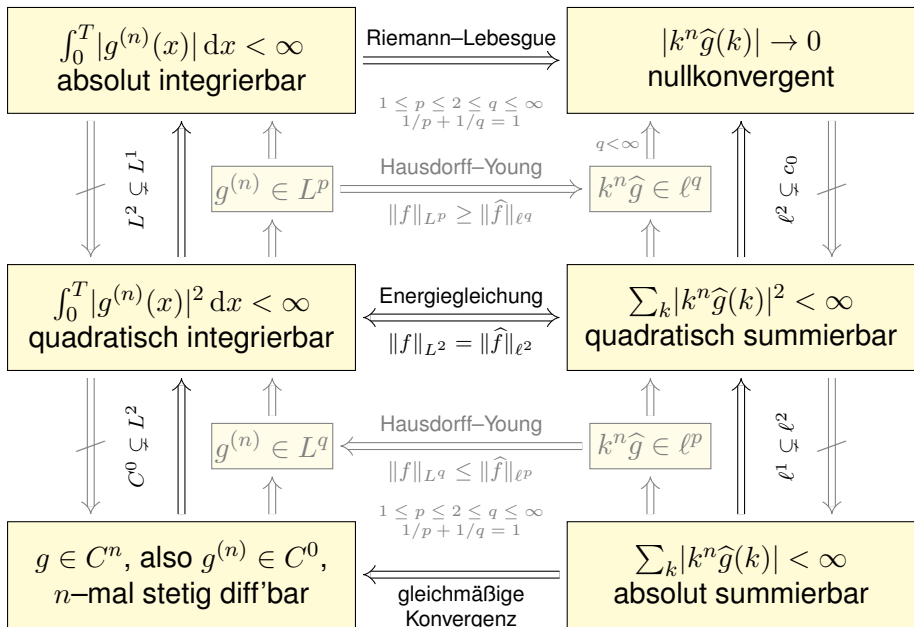 ∫₀ᵀ|g⁽ⁿ⁾(x)| dx < ∞
absolut integrierbar
Riemann–Lebesgue
|kⁿĝ(k)| → 0
nullkonvergent
1 ≤ p ≤ 2 ≤ q ≤ ∞
1/p + 1/q = 1
L² ⊊ L¹
g⁽ⁿ⁾ ∈ Lᵖ
Hausdorff–Young
‖f‖_{Lᵖ} ≥ ‖f̂‖_{ℓ^q}
q<∞
kⁿĝ ∈ ℓ^q
ℓ² ⊊ c₀
∫₀ᵀ|g⁽ⁿ⁾(x)|² dx < ∞
quadratisch integrierbar
Energiegleichung
‖f‖_{L²} = ‖f̂‖_{ℓ²}
∑ₖ|kⁿĝ(k)|² < ∞
quadratisch summierbar
C⁰ ⊊ L²
g⁽ⁿ⁾ ∈ L^q
Hausdorff–Young
‖f‖_{L^q} ≤ ‖f̂‖_{ℓᵖ}
kⁿĝ ∈ ℓᵖ
ℓ¹ ⊊ ℓ²
1 ≤ p ≤ 2 ≤ q ≤ ∞
1/p + 1/q = 1
g ∈ Cⁿ, also g⁽ⁿ⁾ ∈ C⁰,
n–mal stetig diff'bar
gleichmäßige
Konvergenz
∑ₖ|kⁿĝ(k)| < ∞
absolut summierbar